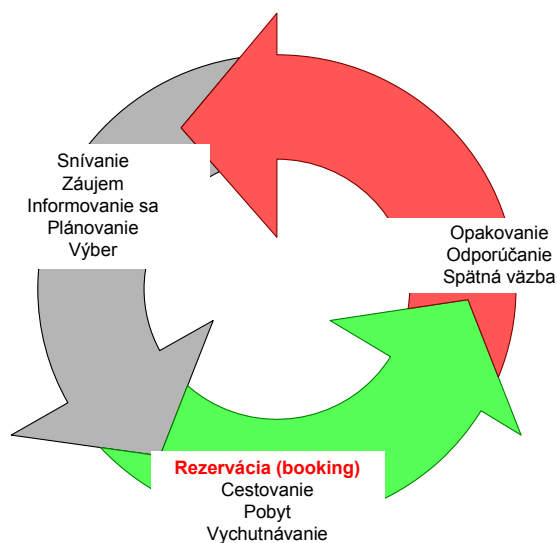 Snívanie
Záujem
Informovanie sa
Plánovanie
Výber
Opakovanie
Odporúčanie
Spätná väzba
Rezervácia (booking)
Cestovanie
Pobyt
Vychutnávanie